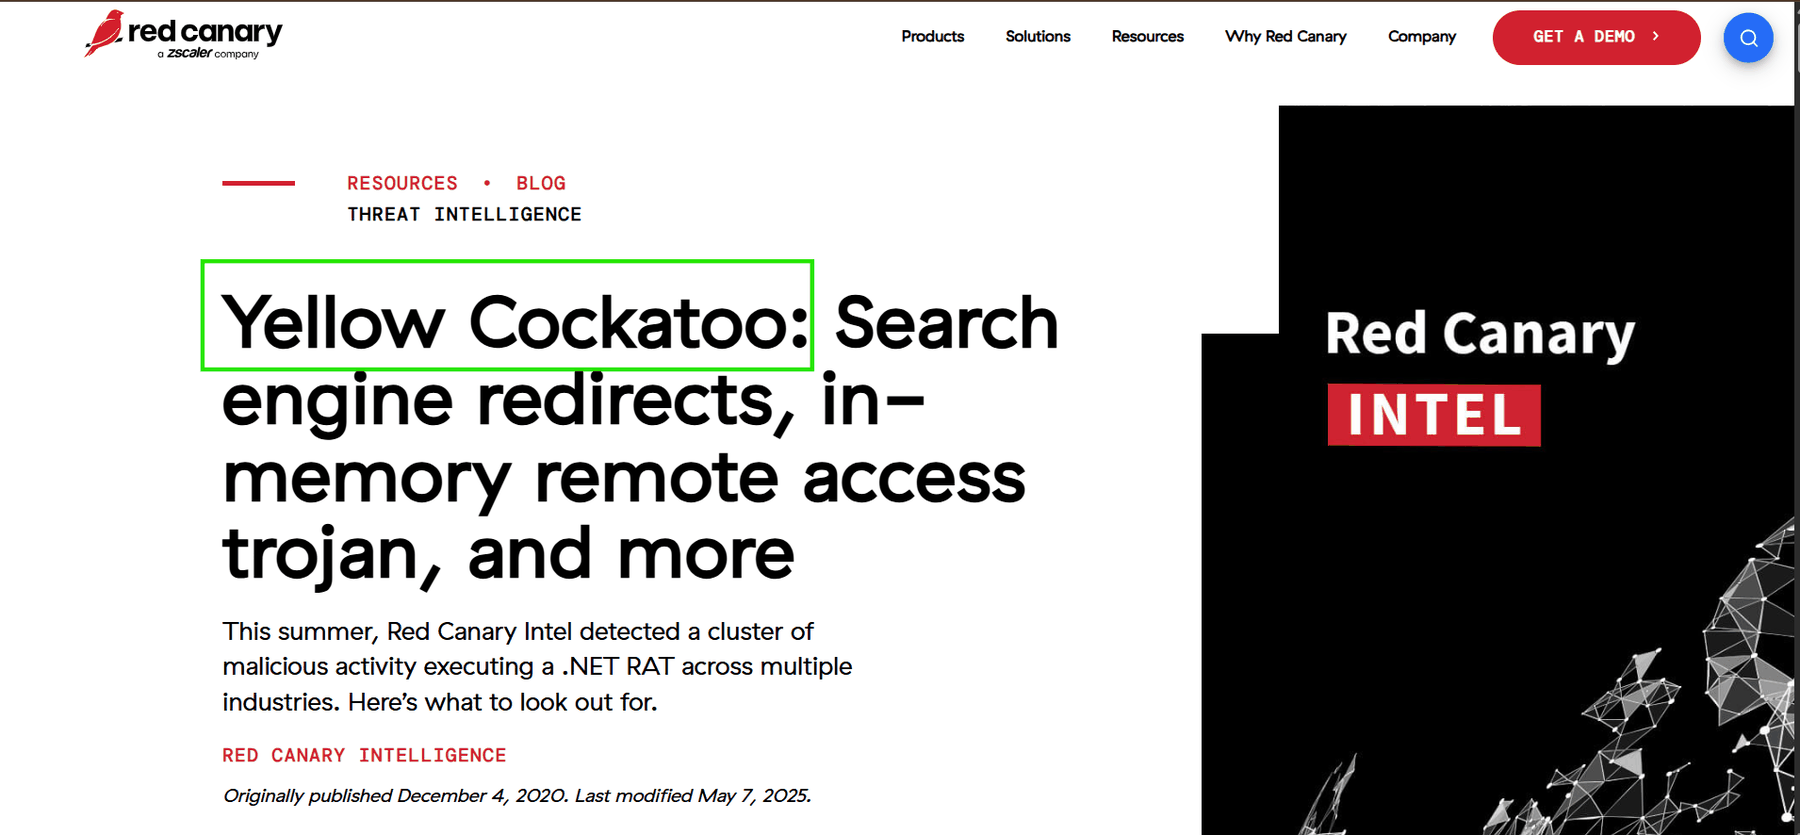 red canary
a zscaler company
Products
Solutions
Resources
Why Red Canary
Company
GET A DEMO
RESOURCES • BLOG
THREAT INTELLIGENCE
Yellow Cockatoo: Search
engine redirects, in-
memory remote access
trojan, and more
This summer, Red Canary Intel detected a cluster of
malicious activity executing a .NET RAT across multiple
industries. Here’s what to look out for.
RED CANARY INTELLIGENCE
Originally published December 4, 2020. Last modified May 7, 2025.
Red Canary
INTEL